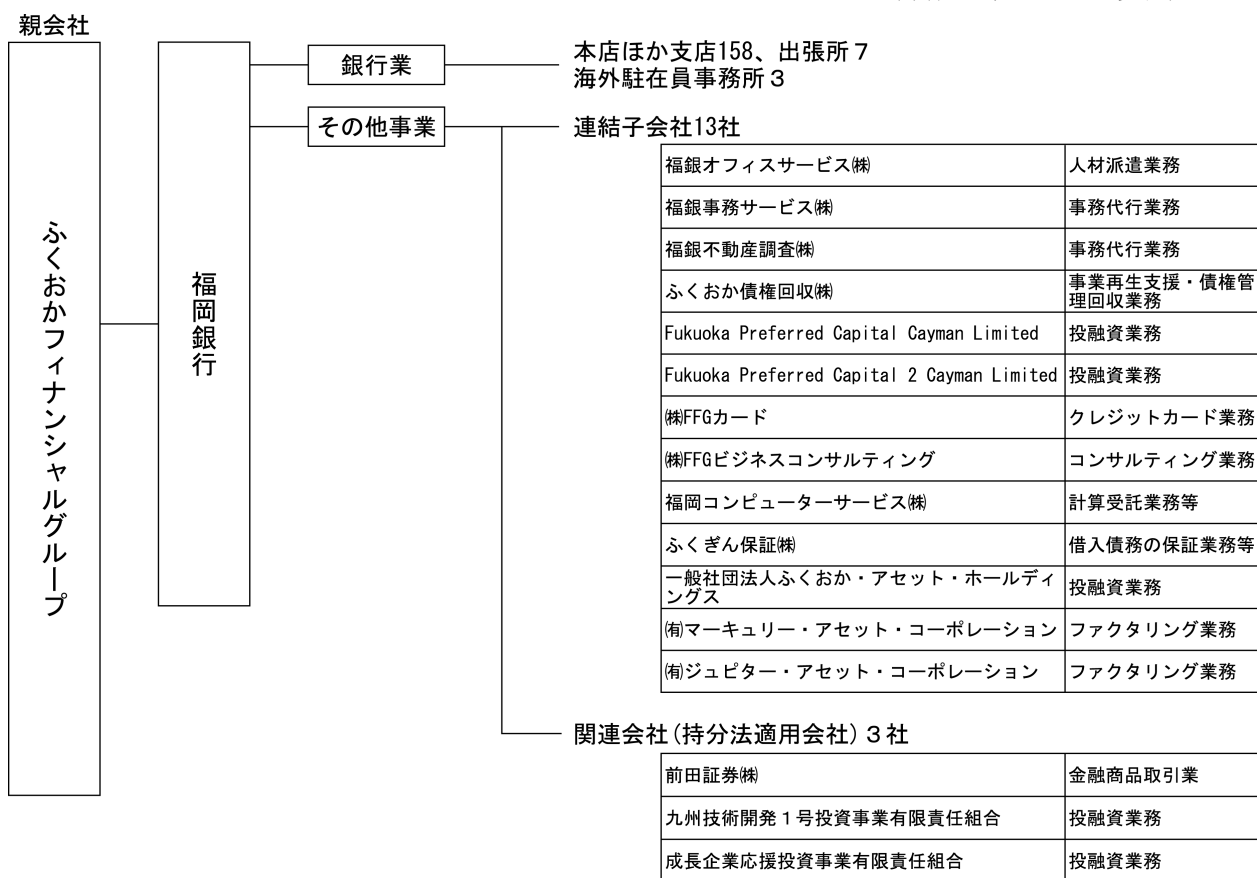 親会社
ふくおかフィナンシャルグループ
福岡銀行
銀行業
本店ほか支店158、出張所７
海外駐在員事務所３
その他事業
連結子会社13社
福銀オフィスサービス㈱
人材派遣業務
福銀事務サービス㈱
事務代行業務
福銀不動産調査㈱
事務代行業務
ふくおか債権回収㈱
事業再生支援・債権管
理回収業務
Fukuoka Preferred Capital Cayman Limited
投融資業務
Fukuoka Preferred Capital 2 Cayman Limited
投融資業務
㈱FFGカード
クレジットカード業務
㈱FFGビジネスコンサルティング
コンサルティング業務
福岡コンピューターサービス㈱
計算受託業務等
ふくぎん保証㈱
借入債務の保証業務等
一般社団法人ふくおか・アセット・ホールディ
ングス
投融資業務
㈲マーキュリー・アセット・コーポレーション
ファクタリング業務
㈲ジュピター・アセット・コーポレーション
ファクタリング業務
関連会社(持分法適用会社)３社
前田証券㈱
金融商品取引業
九州技術開発１号投資事業有限責任組合
投融資業務
成長企業応援投資事業有限責任組合
投融資業務